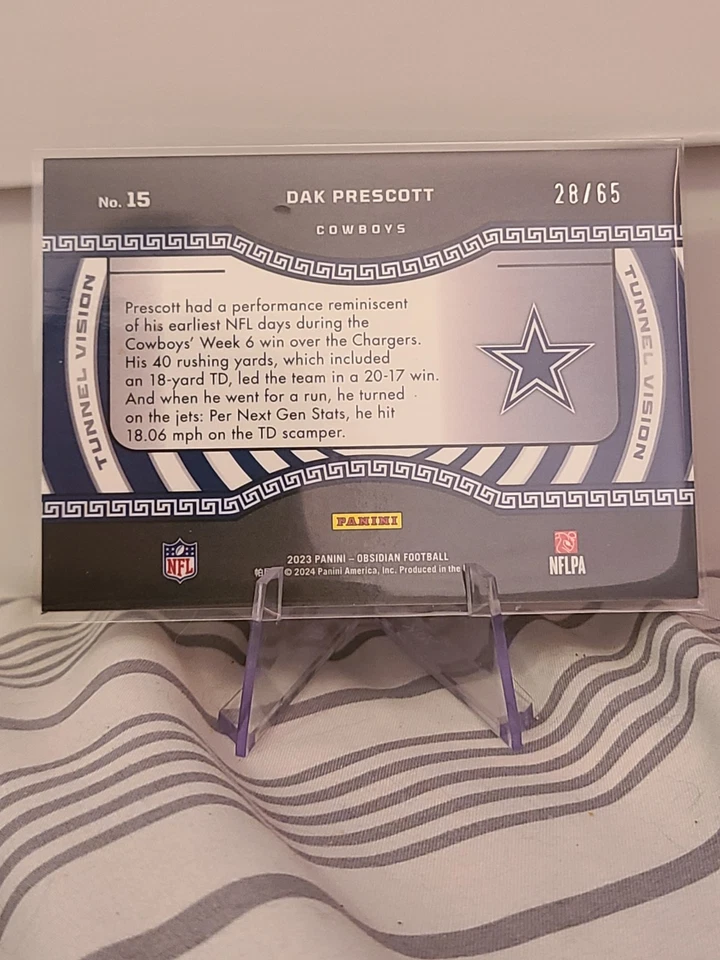 No. 15
DAK PRESCOTT
28/65
COWBOYS
TUNNEL VISION
TUNNEL VISION
Prescott had a performance reminiscent
of his earliest NFL days during the
Cowboys' Week 6 win over the Chargers.
His 40 rushing yards, which included
an 18-yard TD, led the team in a 20-17 win.
And when he went for a run, he turned
on the jets: Per Next Gen Stats, he hit
18.06 mph on the TD scamper.
PANINI
NFL
NFLPA
2023 PANINI – OBSIDIAN FOOTBALL
帕 © 2024 Panini America, Inc. Produced in the